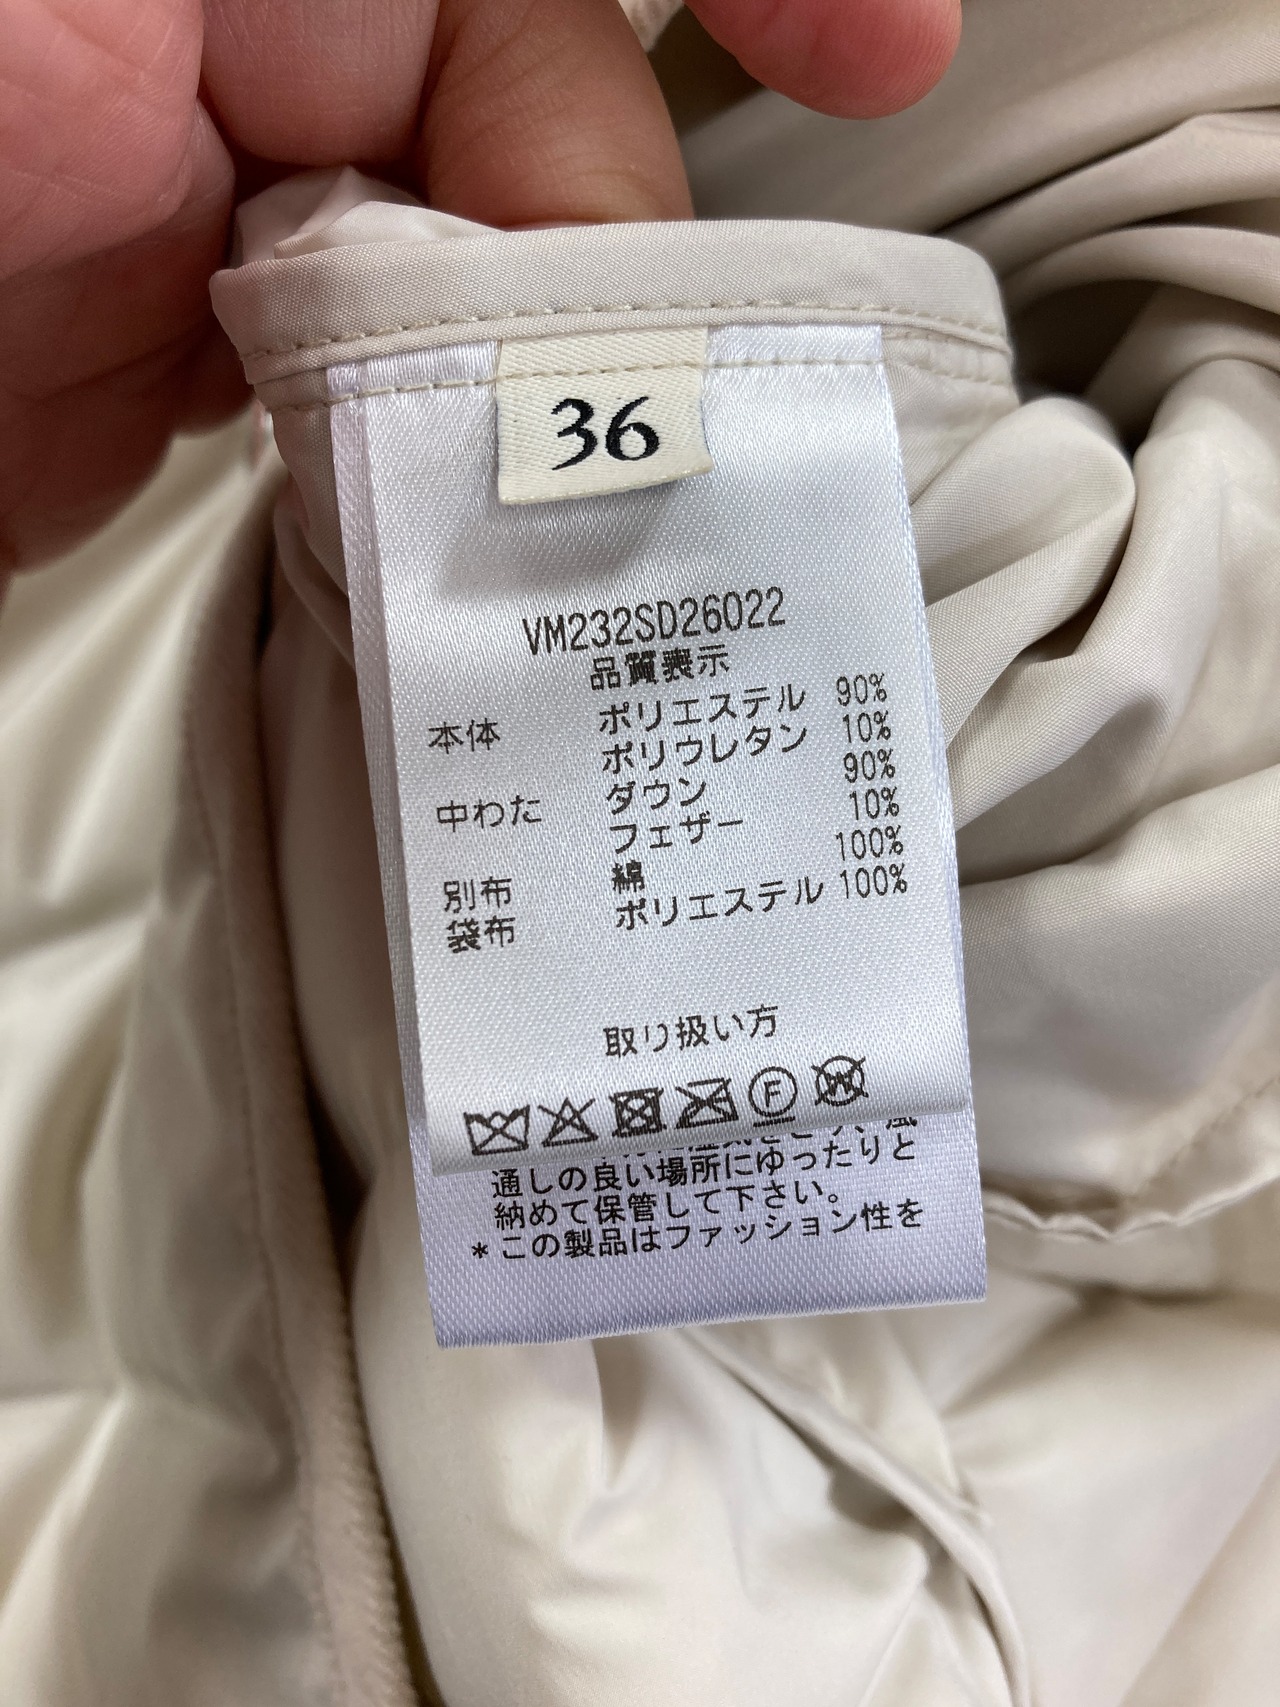 36
VM232SD26022
品質表示
本体 ポリエステル 90%
ポリウレタン 10%
中わた ダウン 90%
フェザー 10%
別布 綿 100%
袋布 ポリエステル 100%
取り扱い方
F W
通しの良い場所にゆったりと
納めて保管して下さい。
* この製品はファッション性を